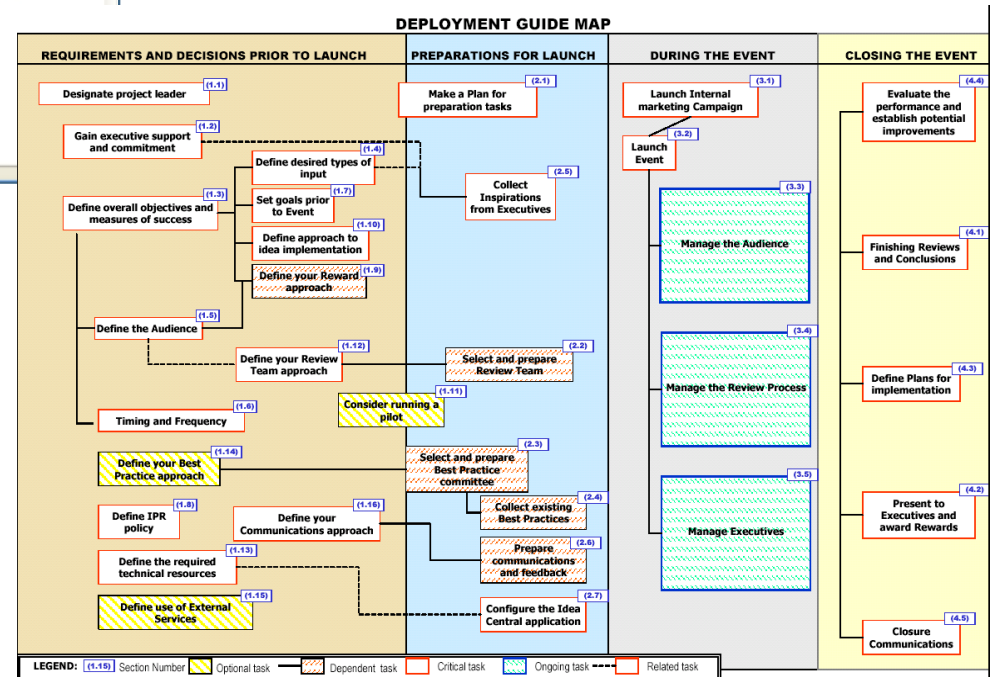 DEPLOYMENT GUIDE MAP
REQUIREMENTS AND DECISIONS PRIOR TO LAUNCH
PREPARATIONS FOR LAUNCH
DURING THE EVENT
CLOSING THE EVENT
(1.1)
Designate project leader
(1.2)
Gain executive support
and commitment
(1.4)
Define desired types of
input
(1.3)
Define overall objectives and
measures of success
(1.7)
Set goals prior
to Event
(1.10)
Define approach to
idea implementation
(1.9)
Define your Reward
approach
(1.5)
Define the Audience
(1.12)
Define your Review
Team approach
(1.11)
Consider running a
pilot
(1.6)
Timing and Frequency
(1.14)
Define your Best
Practice approach
(1.8)
Define IPR
policy
(1.16)
Define your
Communications approach
(1.13)
Define the required
technical resources
(1.15)
Define use of External
Services
(2.1)
Make a Plan for
preparation tasks
(2.5)
Collect
Inspirations
from Executives
(2.2)
Select and prepare
Review Team
(2.3)
Select and prepare
Best Practice
committee
(2.4)
Collect existing
Best Practices
(2.6)
Prepare
communications
and feedback
(2.7)
Configure the Idea
Central application
(3.1)
Launch Internal
marketing Campaign
(3.2)
Launch
Event
(3.3)
Manage the Audience
(3.4)
Manage the Review Process
(3.5)
Manage Executives
(4.4)
Evaluate the
performance and
establish potential
improvements
(4.1)
Finishing Reviews
and Conclusions
(4.3)
Define Plans for
implementation
(4.2)
Present to
Executives and
award Rewards
(4.5)
Closure
Communications
LEGEND: (1.15) Section Number Optional task Dependent task Critical task Ongoing task Related task